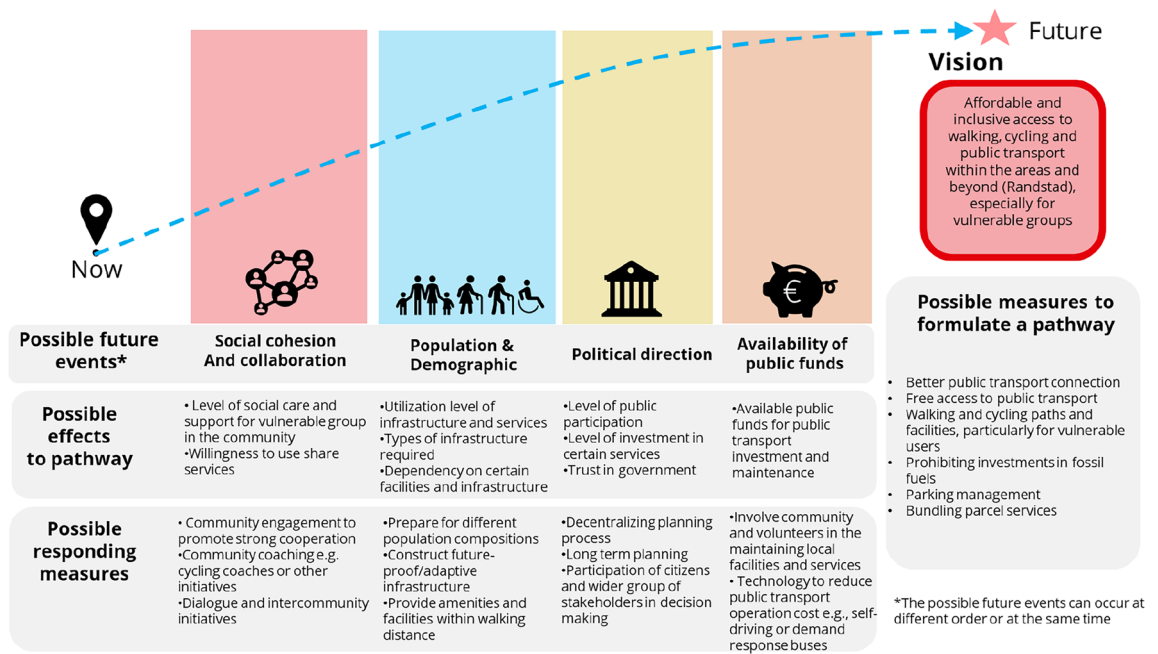 Future
Vision
Affordable and
inclusive access to
walking, cycling and
public transport
within the areas and
beyond (Randstad),
especially for
vulnerable groups
Now
€
Possible future
events*
Social cohesion
And collaboration
Population &
Demographic
Political direction
Availability of
public funds
Possible
effects
to pathway
• Level of social care and
support for vulnerable group
in the community
•Willingness to use share
services
•Utilization level of
infrastructure and services
•Types of infrastructure
required
•Dependency on certain
facilities and infrastructure
•Level of public
participation
•Level of investment in
certain services
•Trust in government
•Available public
funds for public
transport
investment and
maintenance
Possible
responding
measures
• Community engagement to
promote strong cooperation
•Community coaching e.g.
cycling coaches or other
initiatives
•Dialogue and intercommunity
initiatives
•Prepare for different
population compositions
•Construct future-
proof/adaptive
infrastructure
•Provide amenities and
facilities within walking
distance
•Decentralizing planning
process
•Long term planning
•Participation of citizens
and wider group of
stakeholders in decision
making
•Involve community
and volunteers in the
maintaining local
facilities and services
• Technology to reduce
public transport
operation cost e.g., self-
driving or demand
response buses
Possible measures to
formulate a pathway
• Better public transport connection
• Free access to public transport
• Walking and cycling paths and
facilities, particularly for vulnerable
users
• Prohibiting investments in fossil
fuels
• Parking management
• Bundling parcel services
*The possible future events can occur at
different order or at the same time